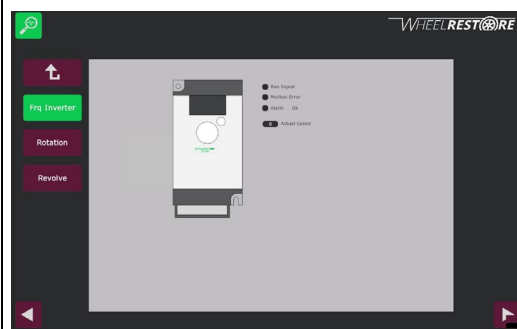 WHEELRESTORE
Frq Inverter
Rotation
Revolve
Run Signal
Modbus Error
Alarm Ok
0 Actual Speed